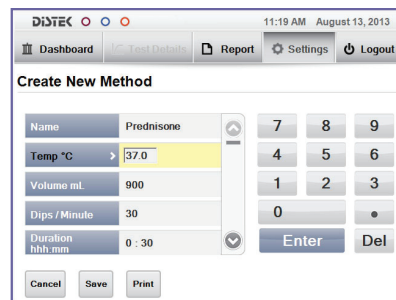 DiSTEK 11:19 AM August 13, 2013
Dashboard Test Details Report Settings Logout
Create New Method
Name Prednisone 7 8 9
Temp °C 37.0 4 5 6
Volume mL 900 1 2 3
Dips / Minute 30 0 •
Duration
hhh mm 0 : 30 Enter Del
Cancel Save Print